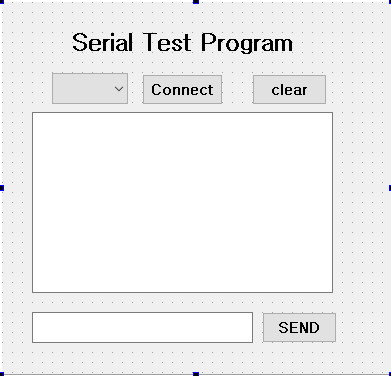 Serial Test Program
Connect
clear
SEND